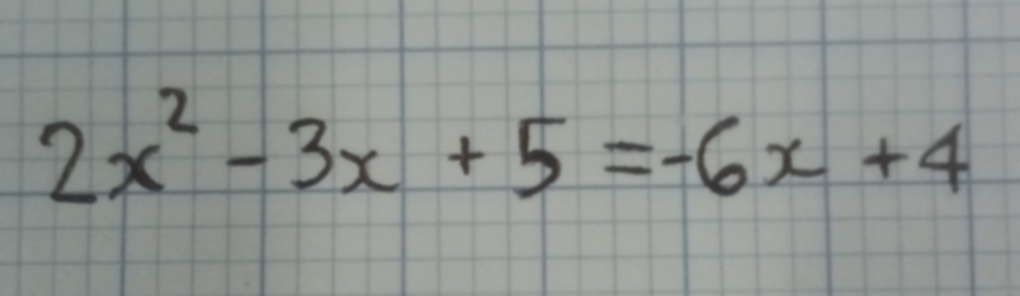 2x² - 3x + 5 = -6x + 4